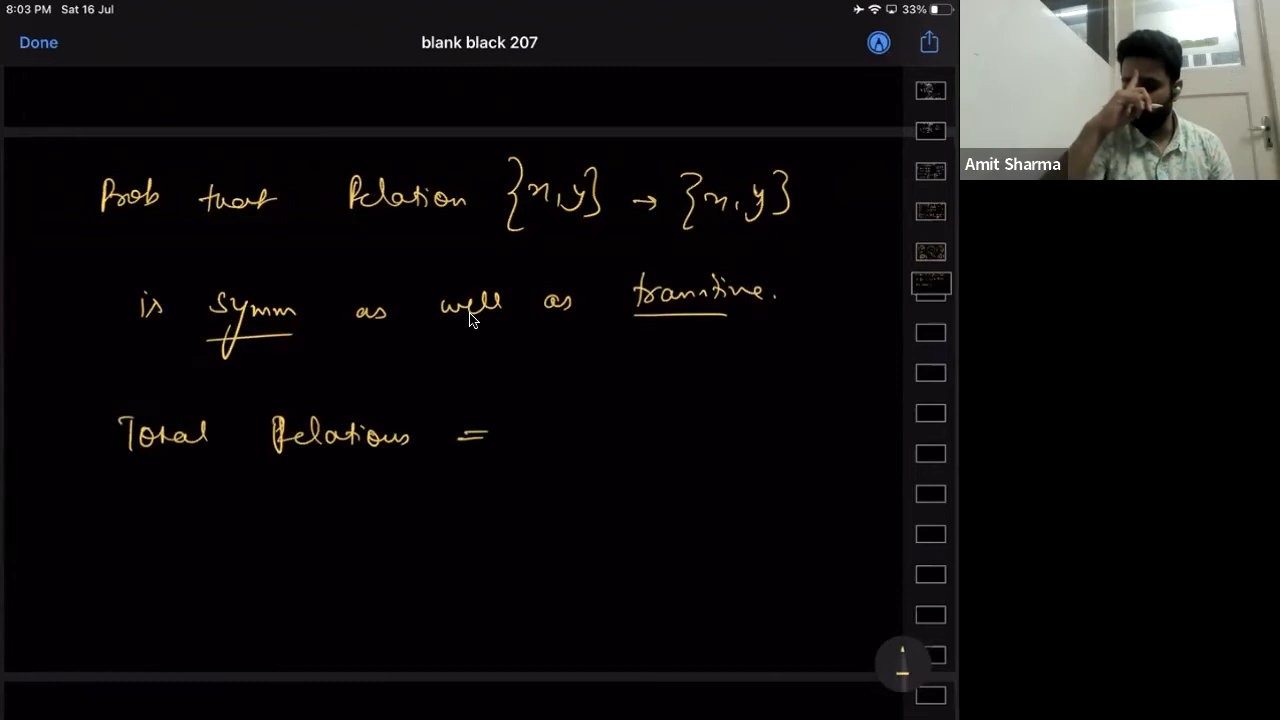 8:03 PM Sat 16 Jul 33%
Done blank black 207
Amit Sharma
Prob that Relation {x,y} → {x,y}
is symm as well as transitive.
Total Relations =